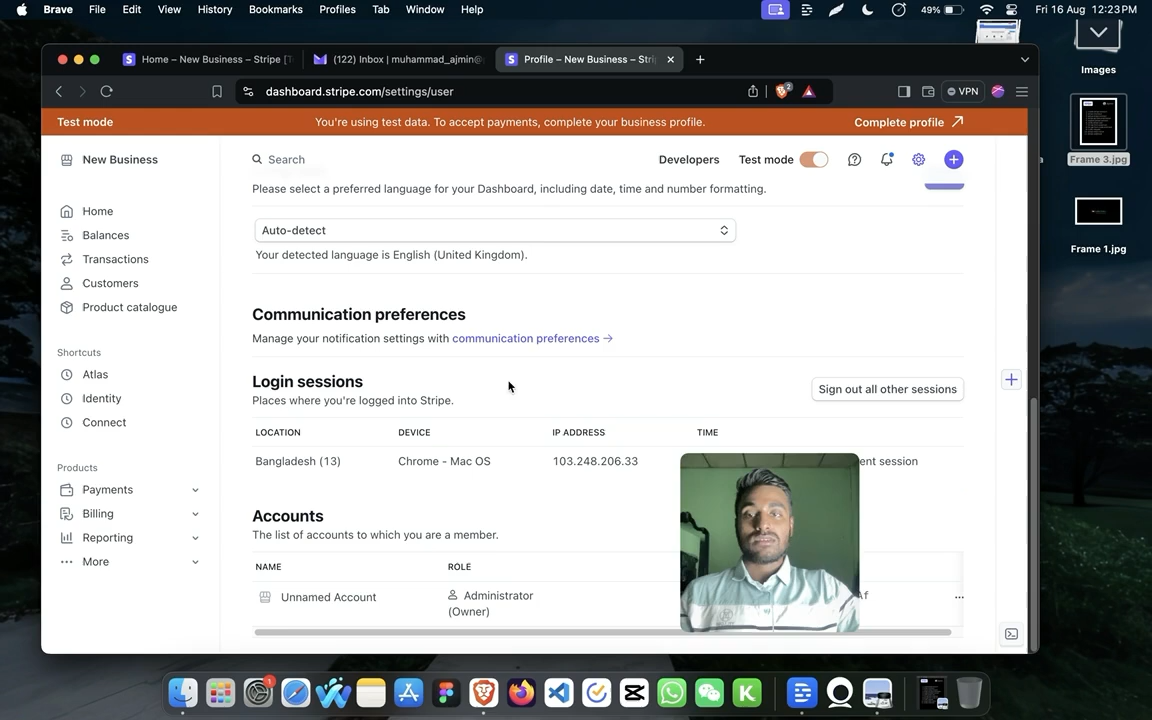 Brave File Edit View History Bookmarks Profiles Tab Window Help 49% Fri 16 Aug 12:23 PM
Home – New Business – Stripe [T
(122) Inbox | muhammad_ajmin@
Profile – New Business – Stri
dashboard.stripe.com/settings/user
2
VPN
Images
Frame 3.jpg
Frame 1.jpg
Test mode
You're using test data. To accept payments, complete your business profile.
Complete profile
New Business
Search
Developers
Test mode
Home
Balances
Transactions
Customers
Product catalogue
Shortcuts
Atlas
Identity
Connect
Products
Payments
Billing
Reporting
More
Please select a preferred language for your Dashboard, including date, time and number formatting.
Auto-detect
Your detected language is English (United Kingdom).
Communication preferences
Manage your notification settings with communication preferences →
Login sessions
Places where you're logged into Stripe.
Sign out all other sessions
LOCATION DEVICE IP ADDRESS TIME
Bangladesh (13) Chrome - Mac OS 103.248.206.33 ent session
Accounts
The list of accounts to which you are a member.
NAME ROLE
Unnamed Account Administrator
(Owner)
Af
...
1